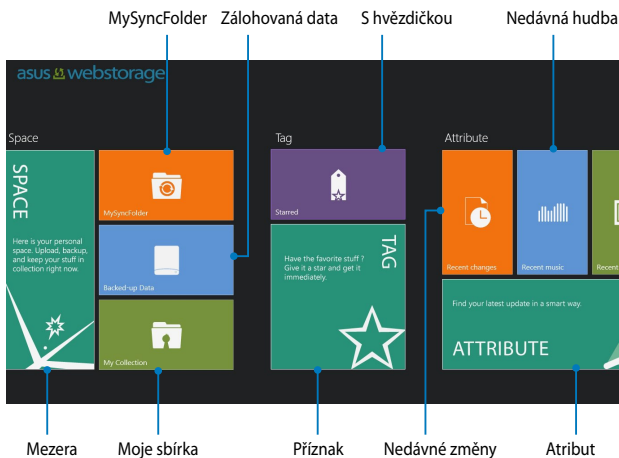 MySyncFolder Zálohovaná data S hvězdičkou Nedávná hudba
asus webstorage
Space
Tag
Attribute
SPACE
Here is your personal
space. Upload, backup,
and keep your stuff in
collection right now.
MySyncFolder
Backed-up Data
My Collection
Starred
Have the favorite stuff ?
Give it a star and get it
immediately.
TAG
Recent changes
Recent music
Recent
Find your latest update in a smart way.
ATTRIBUTE
Mezera Moje sbírka Příznak Nedávné změny Atribut